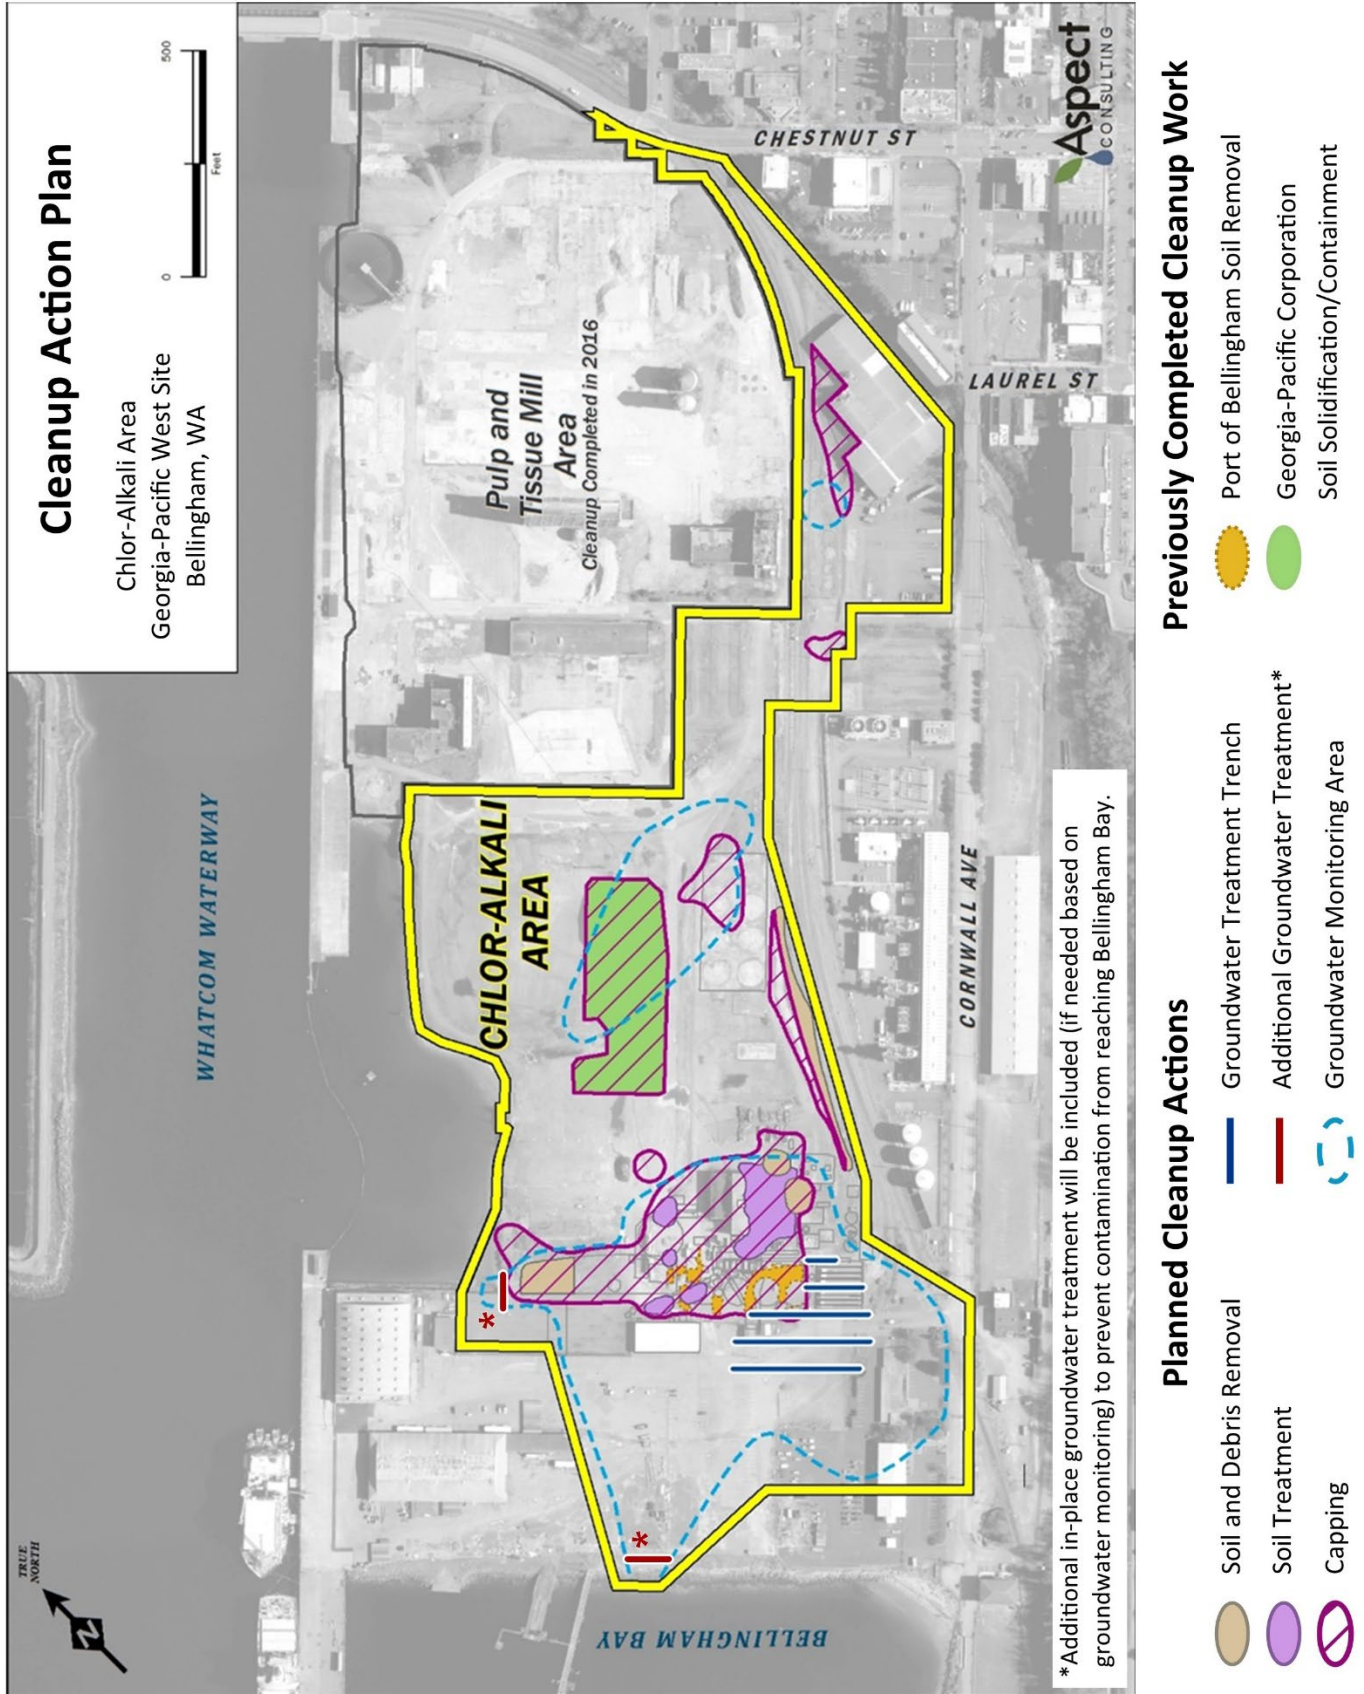 Cleanup Action Plan
Chlor-Alkali Area
Georgia-Pacific West Site
Bellingham, WA
0
500
Feet
TRUE
NORTH
N
WHATCOM WATERWAY
Pulp and
Tissue Mill
Area
Cleanup Completed in 2016
CHLOR-ALKALI
AREA
CHESTNUT ST
LAUREL ST
CORNWALL AVE
BELLINGHAM BAY
Aspect
CONSULTING
*
*
*Additional in-place groundwater treatment will be included (if needed based on
groundwater monitoring) to prevent contamination from reaching Bellingham Bay.
Planned Cleanup Actions
Soil and Debris Removal
Soil Treatment
Capping
Groundwater Treatment Trench
Additional Groundwater Treatment*
Groundwater Monitoring Area
Previously Completed Cleanup Work
Port of Bellingham Soil Removal
Georgia-Pacific Corporation
Soil Solidification/Containment